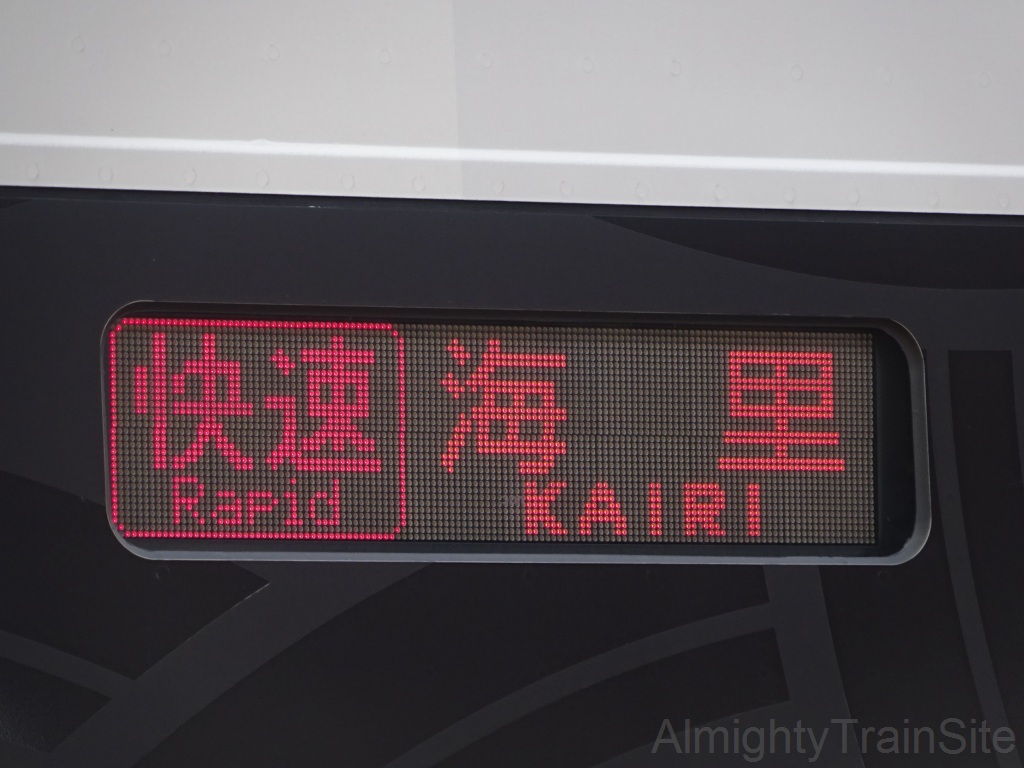 快速 海里
Rapid KAIRI
AlmightyTrainSite